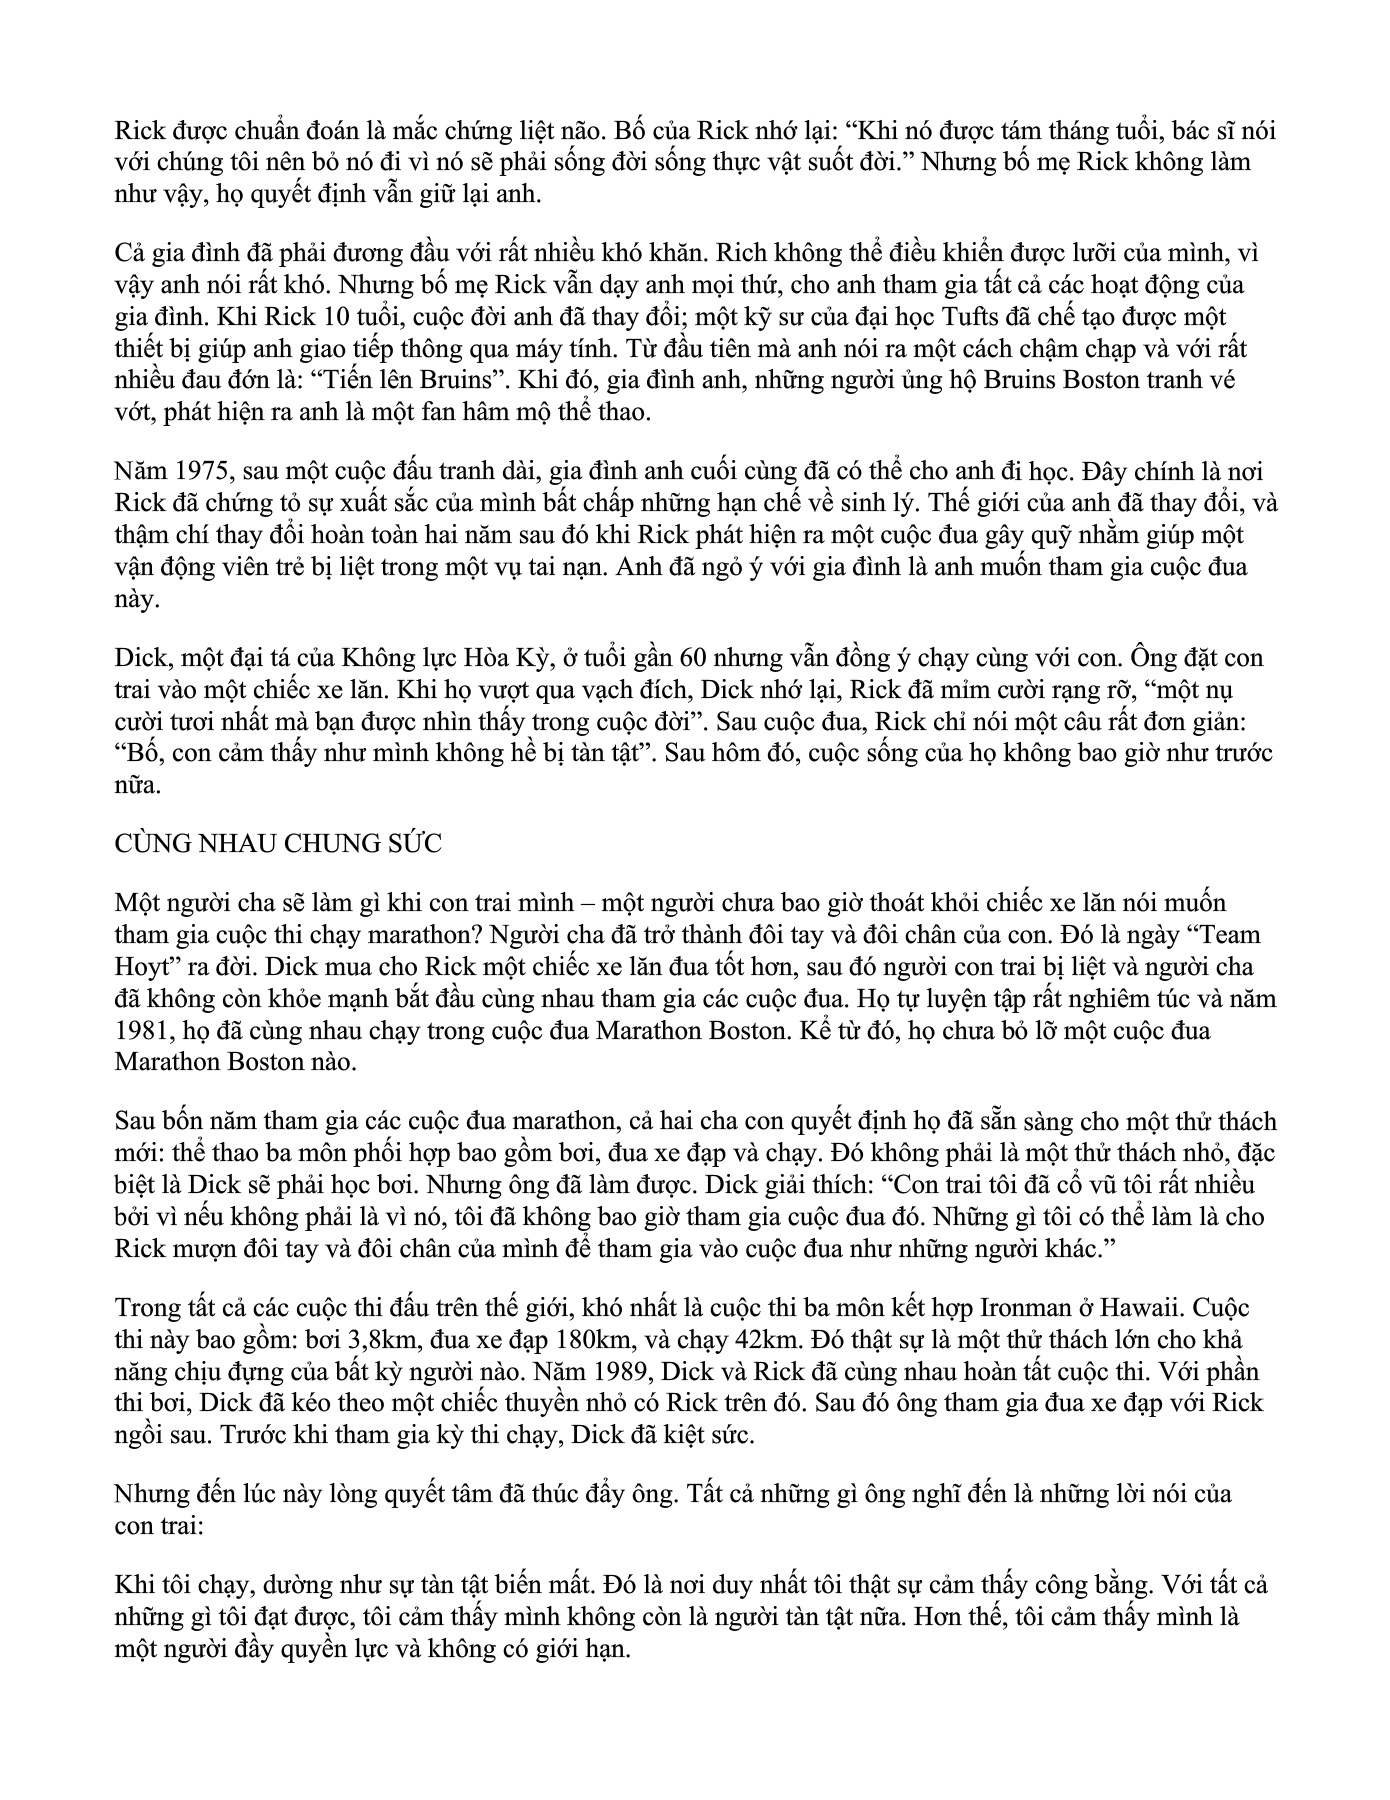 Rick được chuẩn đoán là mắc chứng liệt não. Bố của Rick nhớ lại: “Khi nó được tám tháng tuổi, bác sĩ nói
với chúng tôi nên bỏ nó đi vì nó sẽ phải sống đời sống thực vật suốt đời.” Nhưng bố mẹ Rick không làm
như vậy, họ quyết định vẫn giữ lại anh.
Cả gia đình đã phải đương đầu với rất nhiều khó khăn. Rich không thể điều khiển được lưỡi của mình, vì
vậy anh nói rất khó. Nhưng bố mẹ Rick vẫn dạy anh mọi thứ, cho anh tham gia tất cả các hoạt động của
gia đình. Khi Rick 10 tuổi, cuộc đời anh đã thay đổi; một kỹ sư của đại học Tufts đã chế tạo được một
thiết bị giúp anh giao tiếp thông qua máy tính. Từ đầu tiên mà anh nói ra một cách chậm chạp và với rất
nhiều đau đớn là: “Tiến lên Bruins”. Khi đó, gia đình anh, những người ủng hộ Bruins Boston tranh vé
vớt, phát hiện ra anh là một fan hâm mộ thể thao.
Năm 1975, sau một cuộc đấu tranh dài, gia đình anh cuối cùng đã có thể cho anh đi học. Đây chính là nơi
Rick đã chứng tỏ sự xuất sắc của mình bất chấp những hạn chế về sinh lý. Thế giới của anh đã thay đổi, và
thậm chí thay đổi hoàn toàn hai năm sau đó khi Rick phát hiện ra một cuộc đua gây quỹ nhằm giúp một
vận động viên trẻ bị liệt trong một vụ tai nạn. Anh đã ngỏ ý với gia đình là anh muốn tham gia cuộc đua
này.
Dick, một đại tá của Không lực Hòa Kỳ, ở tuổi gần 60 nhưng vẫn đồng ý chạy cùng với con. Ông đặt con
trai vào một chiếc xe lăn. Khi họ vượt qua vạch đích, Dick nhớ lại, Rick đã mỉm cười rạng rỡ, “một nụ
cười tươi nhất mà bạn được nhìn thấy trong cuộc đời”. Sau cuộc đua, Rick chỉ nói một câu rất đơn giản:
“Bố, con cảm thấy như mình không hề bị tàn tật”. Sau hôm đó, cuộc sống của họ không bao giờ như trước
nữa.
CÙNG NHAU CHUNG SỨC
Một người cha sẽ làm gì khi con trai mình – một người chưa bao giờ thoát khỏi chiếc xe lăn nói muốn
tham gia cuộc thi chạy marathon? Người cha đã trở thành đôi tay và đôi chân của con. Đó là ngày “Team
Hoyt” ra đời. Dick mua cho Rick một chiếc xe lăn đua tốt hơn, sau đó người con trai bị liệt và người cha
đã không còn khỏe mạnh bắt đầu cùng nhau tham gia các cuộc đua. Họ tự luyện tập rất nghiêm túc và năm
1981, họ đã cùng nhau chạy trong cuộc đua Marathon Boston. Kể từ đó, họ chưa bỏ lỡ một cuộc đua
Marathon Boston nào.
Sau bốn năm tham gia các cuộc đua marathon, cả hai cha con quyết định họ đã sẵn sàng cho một thử thách
mới: thể thao ba môn phối hợp bao gồm bơi, đua xe đạp và chạy. Đó không phải là một thử thách nhỏ, đặc
biệt là Dick sẽ phải học bơi. Nhưng ông đã làm được. Dick giải thích: “Con trai tôi đã cổ vũ tôi rất nhiều
bởi vì nếu không phải là vì nó, tôi đã không bao giờ tham gia cuộc đua đó. Những gì tôi có thể làm là cho
Rick mượn đôi tay và đôi chân của mình để tham gia vào cuộc đua như những người khác.”
Trong tất cả các cuộc thi đấu trên thế giới, khó nhất là cuộc thi ba môn kết hợp Ironman ở Hawaii. Cuộc
thi này bao gồm: bơi 3,8km, đua xe đạp 180km, và chạy 42km. Đó thật sự là một thử thách lớn cho khả
năng chịu đựng của bất kỳ người nào. Năm 1989, Dick và Rick đã cùng nhau hoàn tất cuộc thi. Với phần
thi bơi, Dick đã kéo theo một chiếc thuyền nhỏ có Rick trên đó. Sau đó ông tham gia đua xe đạp với Rick
ngồi sau. Trước khi tham gia kỳ thi chạy, Dick đã kiệt sức.
Nhưng đến lúc này lòng quyết tâm đã thúc đẩy ông. Tất cả những gì ông nghĩ đến là những lời nói của
con trai:
Khi tôi chạy, dường như sự tàn tật biến mất. Đó là nơi duy nhất tôi thật sự cảm thấy công bằng. Với tất cả
những gì tôi đạt được, tôi cảm thấy mình không còn là người tàn tật nữa. Hơn thế, tôi cảm thấy mình là
một người đầy quyền lực và không có giới hạn.